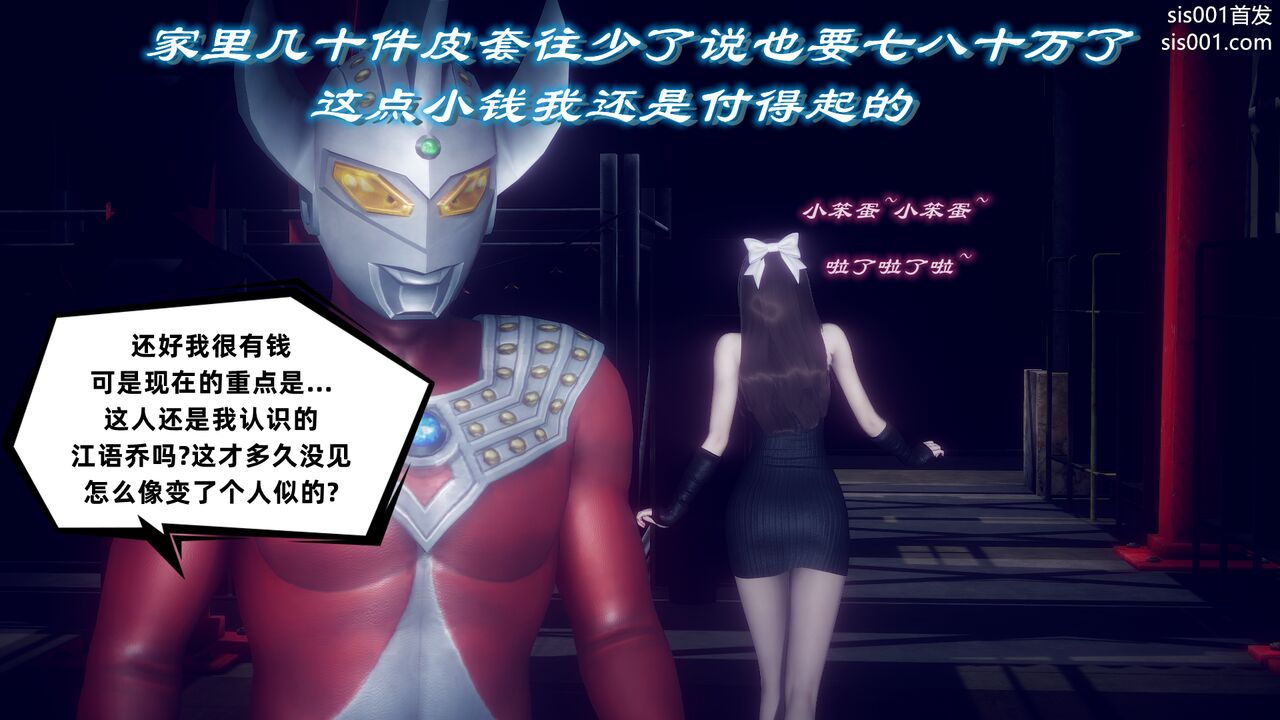 sis001首发
sis001.com
家里几十件皮套往少了说也要七八十万了
这点小钱我还是付得起的
小笨蛋~小笨蛋~
啦了啦了啦~
还好我很有钱
可是现在的重点是...
这人还是我认识的
江语乔吗?这才多久没见
怎么像变了个人似的?